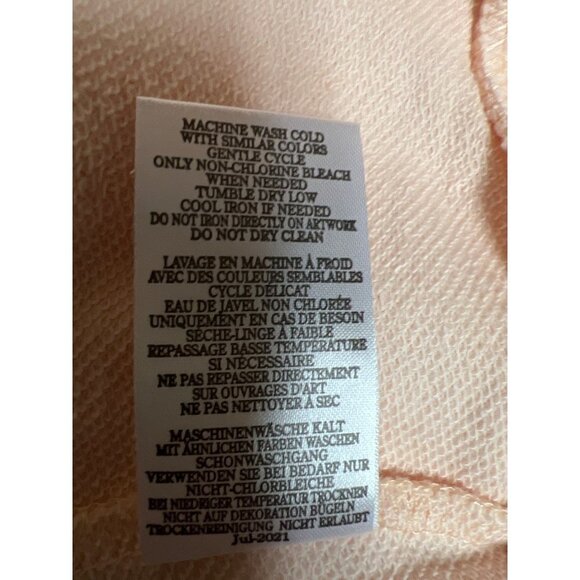 MACHINE WASH COLD
WITH SIMILAR COLORS
GENTLE CYCLE
ONLY NON-CHLORINE BLEACH
WHEN NEEDED
TUMBLE DRY LOW
COOL IRON IF NEEDED
DO NOT IRON DIRECTLY ON ARTWORK
DO NOT DRY CLEAN
LAVAGE EN MACHINE À FROID
AVEC DES COULEURS SEMBLABLES
CYCLE DÉLICAT
EAU DE JAVEL NON CHLORÉE
UNIQUEMENT EN CAS DE BESOIN
SÈCHE-LINGE À FAIBLE
REPASSAGE BASSE TEMPÉRATURE
SI NÉCESSAIRE
NE PAS REPASSER DIRECTEMENT
SUR OUVRAGES D'ART
NE PAS NETTOYER À SEC
MASCHINENWÄSCHE KALT
MIT ÄHNLICHEN FARBEN WASCHEN
SCHONWASCHGANG
VERWENDEN SIE BEI BEDARF NUR
NICHT-CHLORBLEICHE
BEI NIEDRIGER TEMPERATUR TROCKNEN
NICHT AUF DEKORATION BÜGELN
TROCKENREINIGUNG NICHT ERLAUBT
Jul-2021